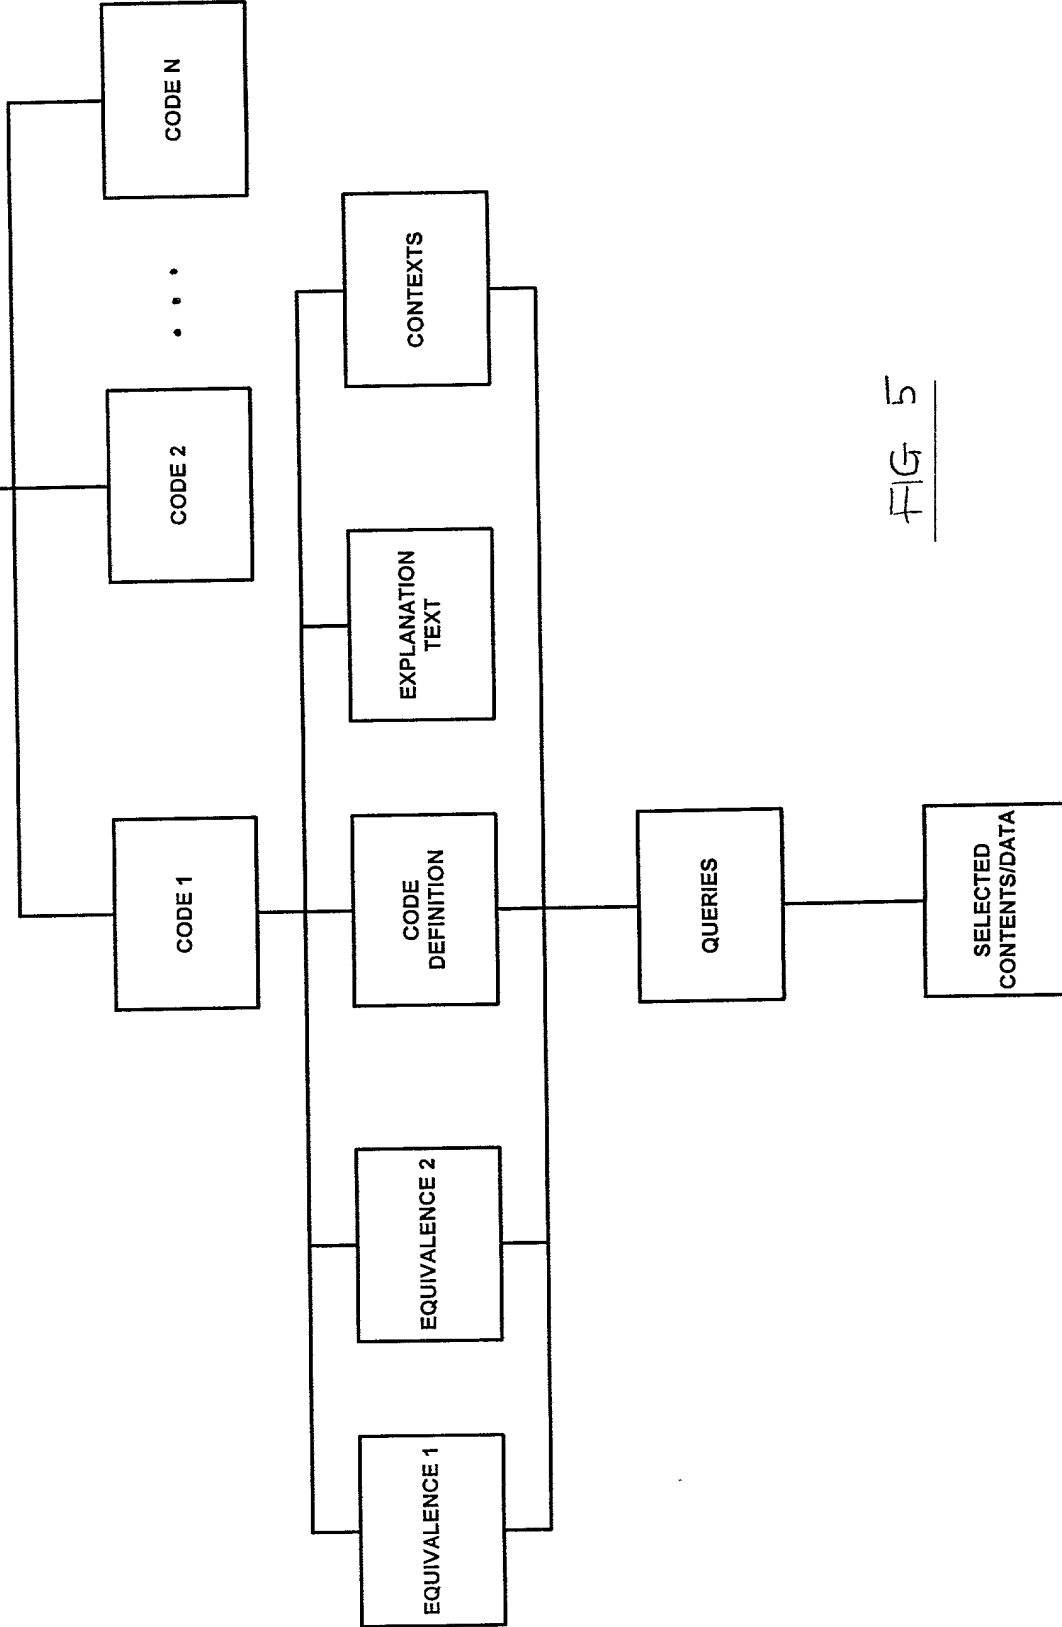 CODE 1
CODE 2
CODE N
EQUIVALENCE 1
EQUIVALENCE 2
CODE
DEFINITION
EXPLANATION
TEXT
CONTEXTS
QUERIES
SELECTED
CONTENTS/DATA
FIG 5